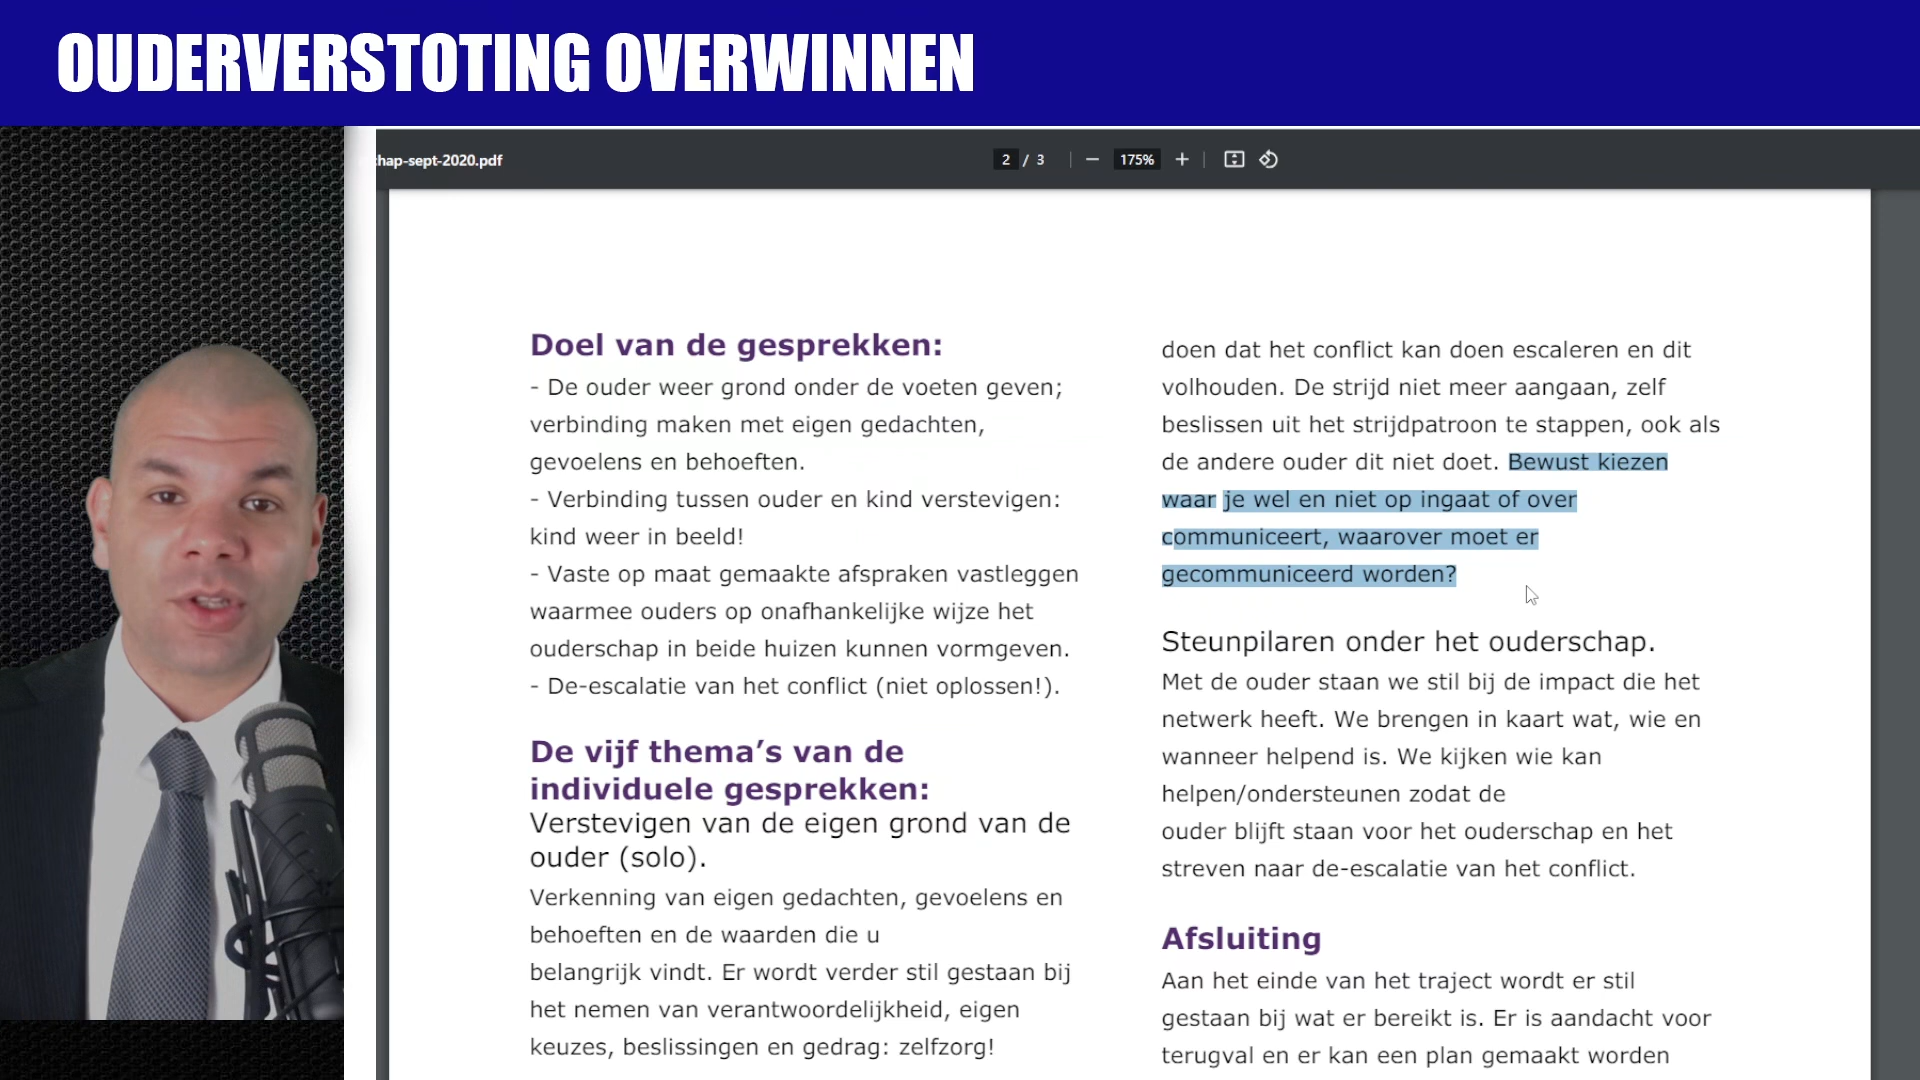 OUDERVERSTOTING OVERWINNEN
hap-sept-2020.pdf
2 / 3
175%
Doel van de gesprekken:
- De ouder weer grond onder de voeten geven;
verbinding maken met eigen gedachten,
gevoelens en behoeften.
- Verbinding tussen ouder en kind verstevigen:
kind weer in beeld!
- Vaste op maat gemaakte afspraken vastleggen
waarmee ouders op onafhankelijke wijze het
ouderschap in beide huizen kunnen vormgeven.
- De-escalatie van het conflict (niet oplossen!).
De vijf thema’s van de
individuele gesprekken:
Verstevigen van de eigen grond van de
ouder (solo).
Verkenning van eigen gedachten, gevoelens en
behoeften en de waarden die u
belangrijk vindt. Er wordt verder stil gestaan bij
het nemen van verantwoordelijkheid, eigen
keuzes, beslissingen en gedrag: zelfzorg!
doen dat het conflict kan doen escaleren en dit
volhouden. De strijd niet meer aangaan, zelf
beslissen uit het strijdpatroon te stappen, ook als
de andere ouder dit niet doet. Bewust kiezen
waar je wel en niet op ingaat of over
communiceert, waarover moet er
gecommuniceerd worden?
Steunpilaren onder het ouderschap.
Met de ouder staan we stil bij de impact die het
netwerk heeft. We brengen in kaart wat, wie en
wanneer helpend is. We kijken wie kan
helpen/ondersteunen zodat de
ouder blijft staan voor het ouderschap en het
streven naar de-escalatie van het conflict.
Afsluiting
Aan het einde van het traject wordt er stil
gestaan bij wat er bereikt is. Er is aandacht voor
terugval en er kan een plan gemaakt worden